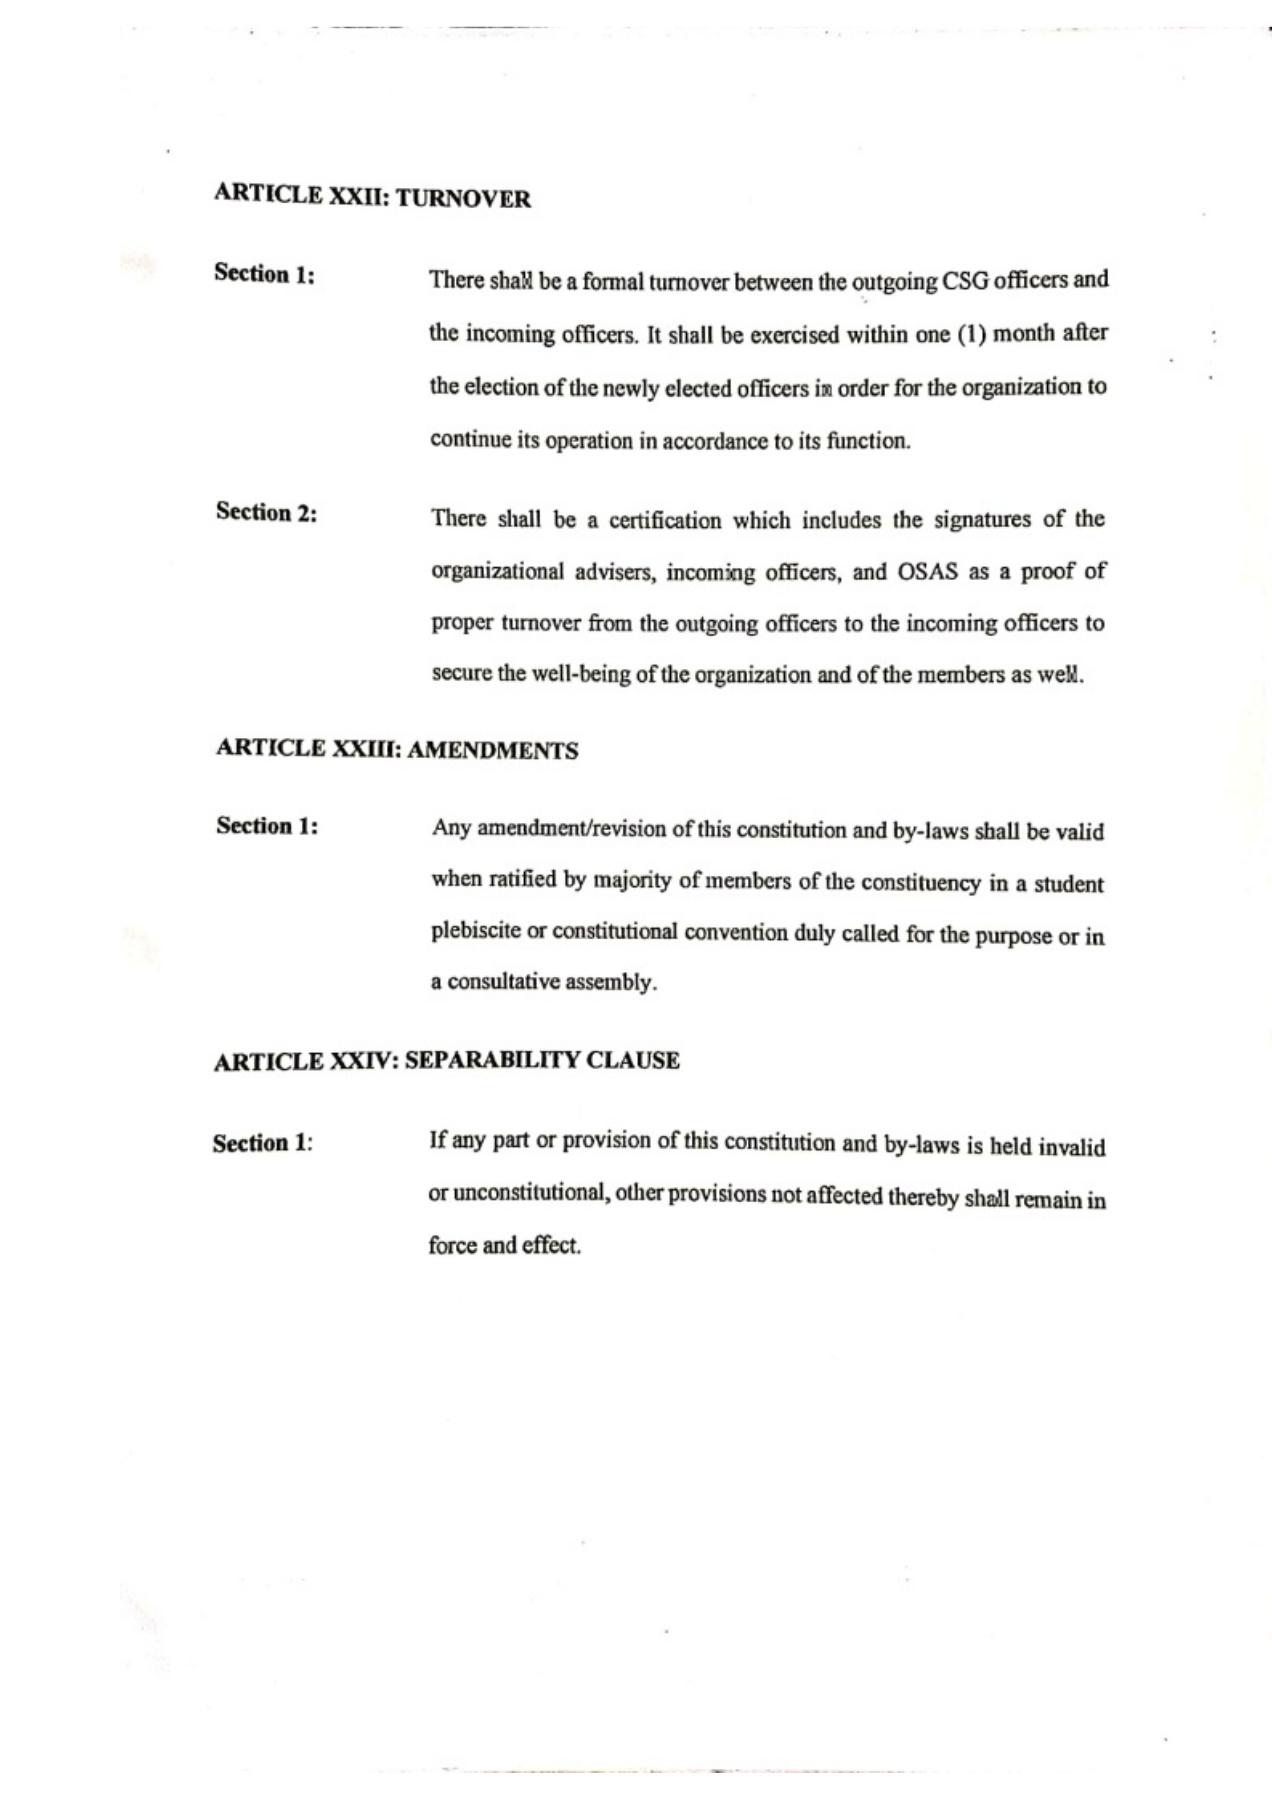 ARTICLE XXII: TURNOVER
Section 1:
There shall be a formal turnover between the outgoing CSG officers and
the incoming officers. It shall be exercised within one (1) month after
the election of the newly elected officers in order for the organization to
continue its operation in accordance to its function.
Section 2:
There shall be a certification which includes the signatures of the
organizational advisers, incoming officers, and OSAS as a proof of
proper turnover from the outgoing officers to the incoming officers to
secure the well-being of the organization and of the members as well.
ARTICLE XXIII: AMENDMENTS
Section 1:
Any amendment/revision of this constitution and by-laws shall be valid
when ratified by majority of members of the constituency in a student
plebiscite or constitutional convention duly called for the purpose or in
a consultative assembly.
ARTICLE XXIV: SEPARABILITY CLAUSE
Section 1:
If any part or provision of this constitution and by-laws is held invalid
or unconstitutional, other provisions not affected thereby shall remain in
force and effect.